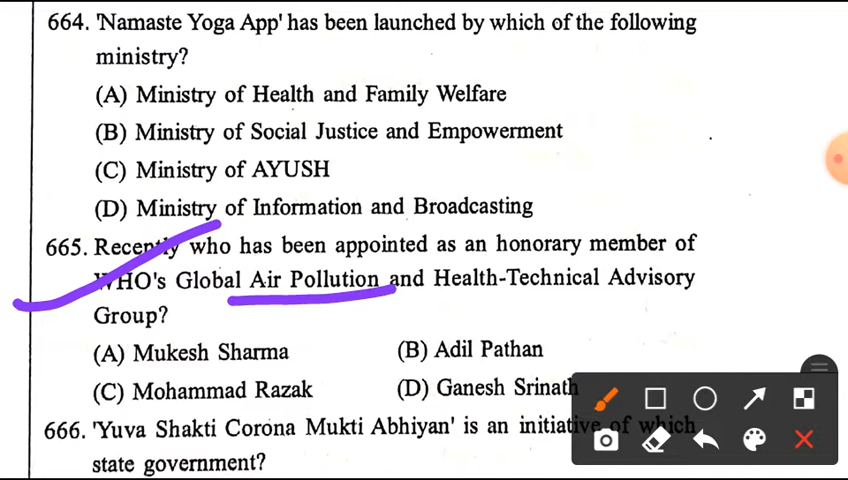 664. 'Namaste Yoga App' has been launched by which of the following
ministry?
(A) Ministry of Health and Family Welfare
(B) Ministry of Social Justice and Empowerment
(C) Ministry of AYUSH
(D) Ministry of Information and Broadcasting
665. Recently who has been appointed as an honorary member of
WHO's Global Air Pollution and Health-Technical Advisory
Group?
(A) Mukesh Sharma (B) Adil Pathan
(C) Mohammad Razak (D) Ganesh Srinath
666. 'Yuva Shakti Corona Mukti Abhiyan' is an initiative of which
state government?